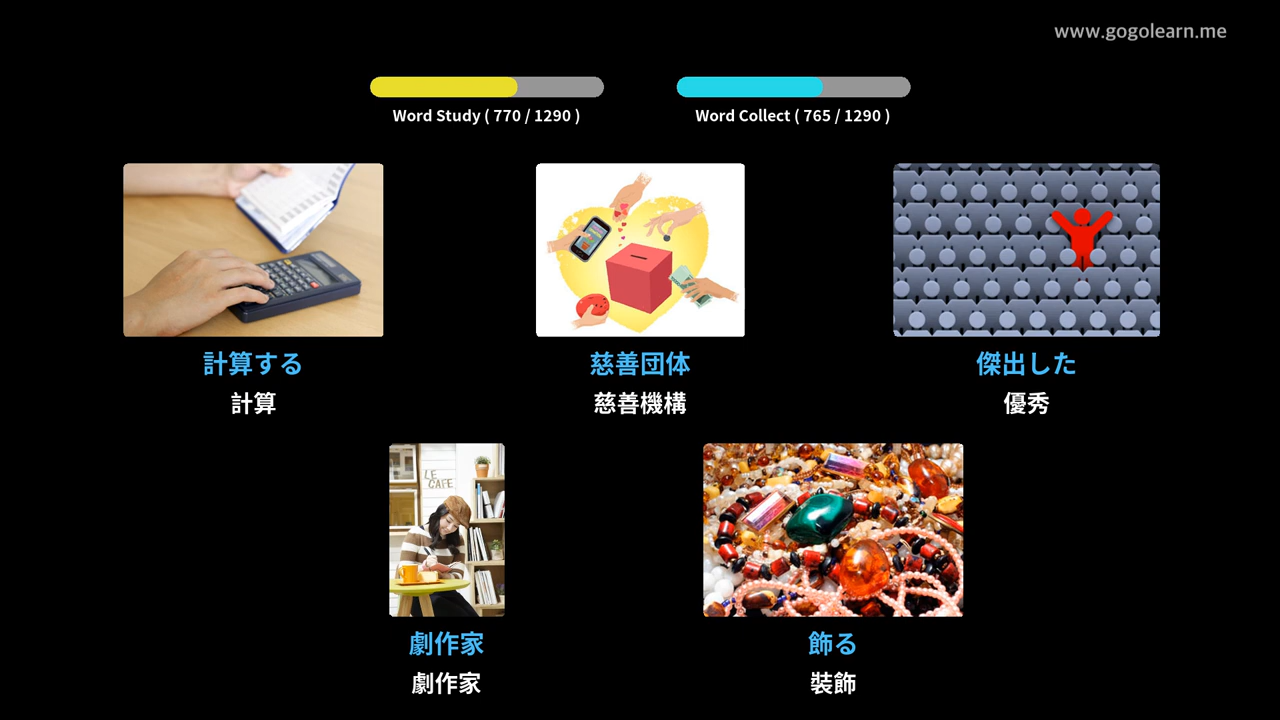 www.gogolearn.me
Word Study ( 770 / 1290 )
Word Collect ( 765 / 1290 )
計算する
計算
慈善団体
慈善機構
傑出した
優秀
LE
CAFE
劇作家
劇作家
飾る
裝飾